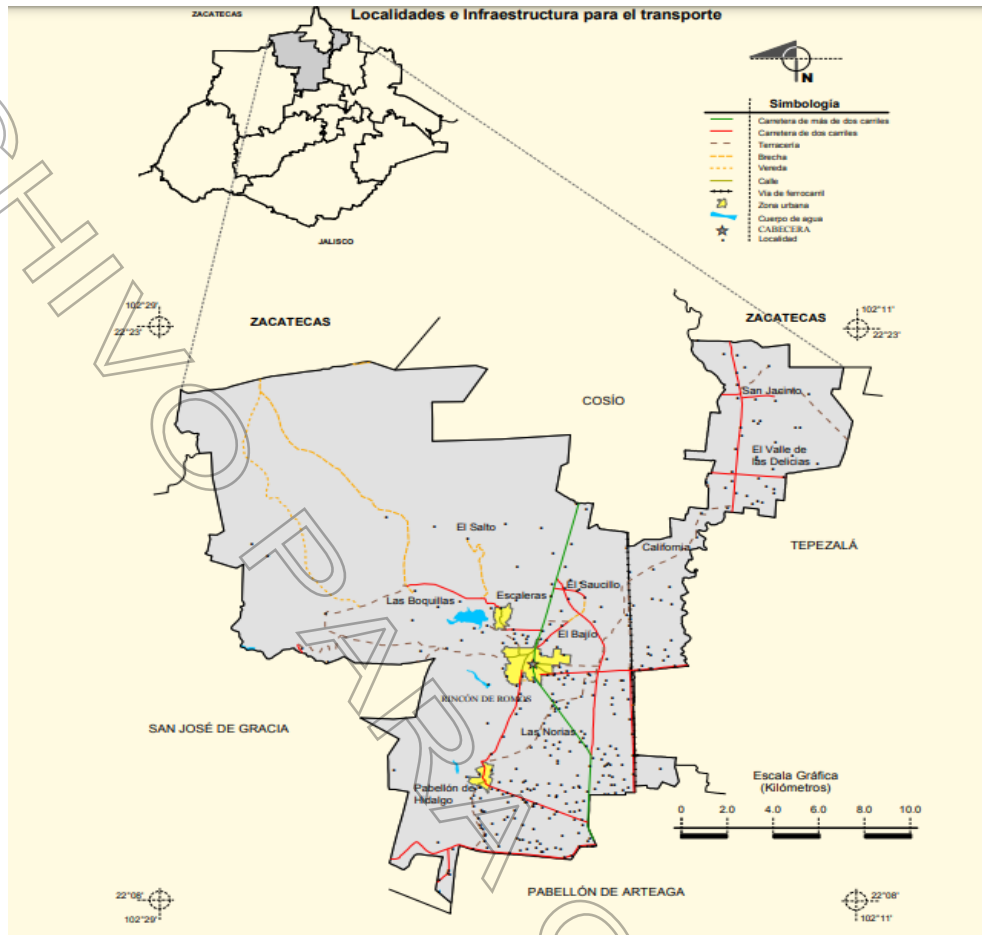 Localidades e Infraestructura para el transporte
ZACATECAS
JALISCO
N
Simbología
Carretera de más de dos carriles
Carretera de dos carriles
Terracería
Brecha
Vereda
Calle
Vía de ferrocarril
Zona urbana
Cuerpo de agua
CABECERA
Localidad
102°29'
22°23'
ZACATECAS
ZACATECAS
102°11'
22°23'
COSÍO
San Jacinto
El Valle de
las Delicias
TEPEZALÁ
El Salto
California
El Saucillo
Escaleras
Las Boquillas
El Bajío
RINCÓN DE ROMOS
SAN JOSÉ DE GRACIA
Las Norias
Pabellón de
Hidalgo
Escala Gráfica
(Kilómetros)
0 2.0 4.0 6.0 8.0 10.0
PABELLÓN DE ARTEAGA
22°08'
102°29'
22°08'
102°11'
CHIVO PARA